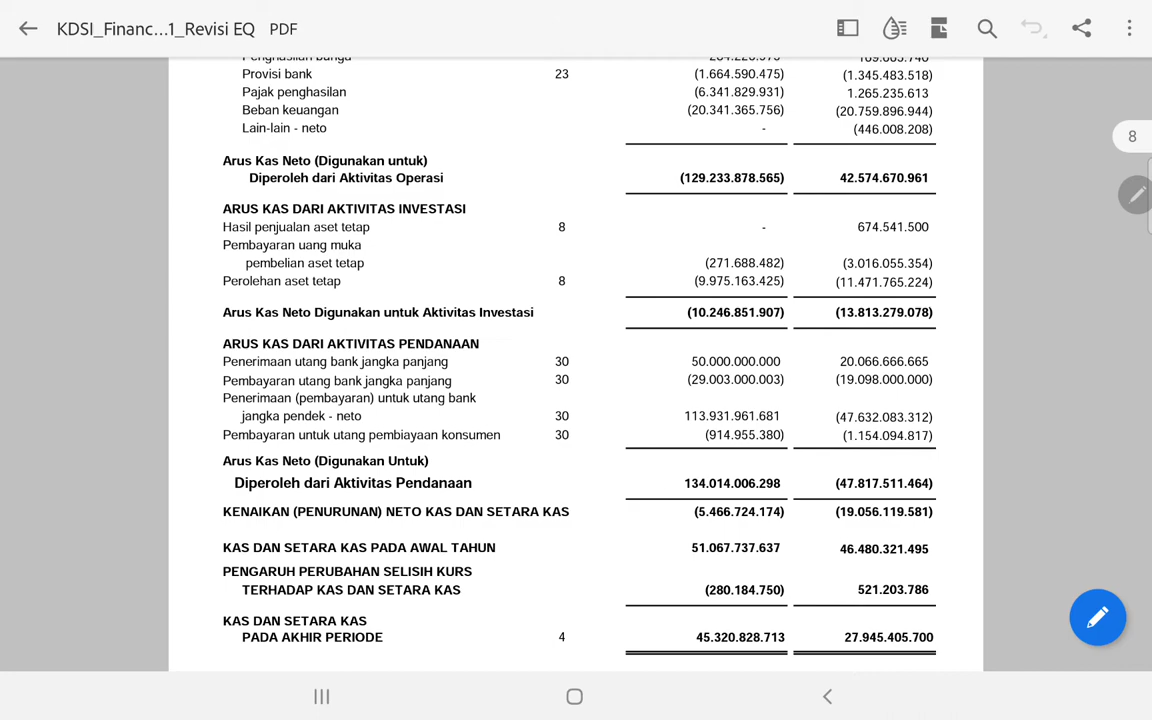 KDSI_Financ...1_Revisi EQ PDF
8
Penghasilan bunga
Provisi bank 23 (1.664.590.475) (1.345.483.518)
Pajak penghasilan (6.341.829.931) 1.265.235.613
Beban keuangan (20.341.365.756) (20.759.896.944)
Lain-lain - neto - (446.008.208)
Arus Kas Neto (Digunakan untuk)
Diperoleh dari Aktivitas Operasi (129.233.878.565) 42.574.670.961
ARUS KAS DARI AKTIVITAS INVESTASI
Hasil penjualan aset tetap 8 - 674.541.500
Pembayaran uang muka
pembelian aset tetap (271.688.482) (3.016.055.354)
Perolehan aset tetap 8 (9.975.163.425) (11.471.765.224)
Arus Kas Neto Digunakan untuk Aktivitas Investasi (10.246.851.907) (13.813.279.078)
ARUS KAS DARI AKTIVITAS PENDANAAN
Penerimaan utang bank jangka panjang 30 50.000.000.000 20.066.666.665
Pembayaran utang bank jangka panjang 30 (29.003.000.003) (19.098.000.000)
Penerimaan (pembayaran) untuk utang bank
jangka pendek - neto 30 113.931.961.681 (47.632.083.312)
Pembayaran untuk utang pembiayaan konsumen 30 (914.955.380) (1.154.094.817)
Arus Kas Neto (Digunakan Untuk)
Diperoleh dari Aktivitas Pendanaan 134.014.006.298 (47.817.511.464)
KENAIKAN (PENURUNAN) NETO KAS DAN SETARA KAS (5.466.724.174) (19.056.119.581)
KAS DAN SETARA KAS PADA AWAL TAHUN 51.067.737.637 46.480.321.495
PENGARUH PERUBAHAN SELISIH KURS
TERHADAP KAS DAN SETARA KAS (280.184.750) 521.203.786
KAS DAN SETARA KAS
PADA AKHIR PERIODE 4 45.320.828.713 27.945.405.700